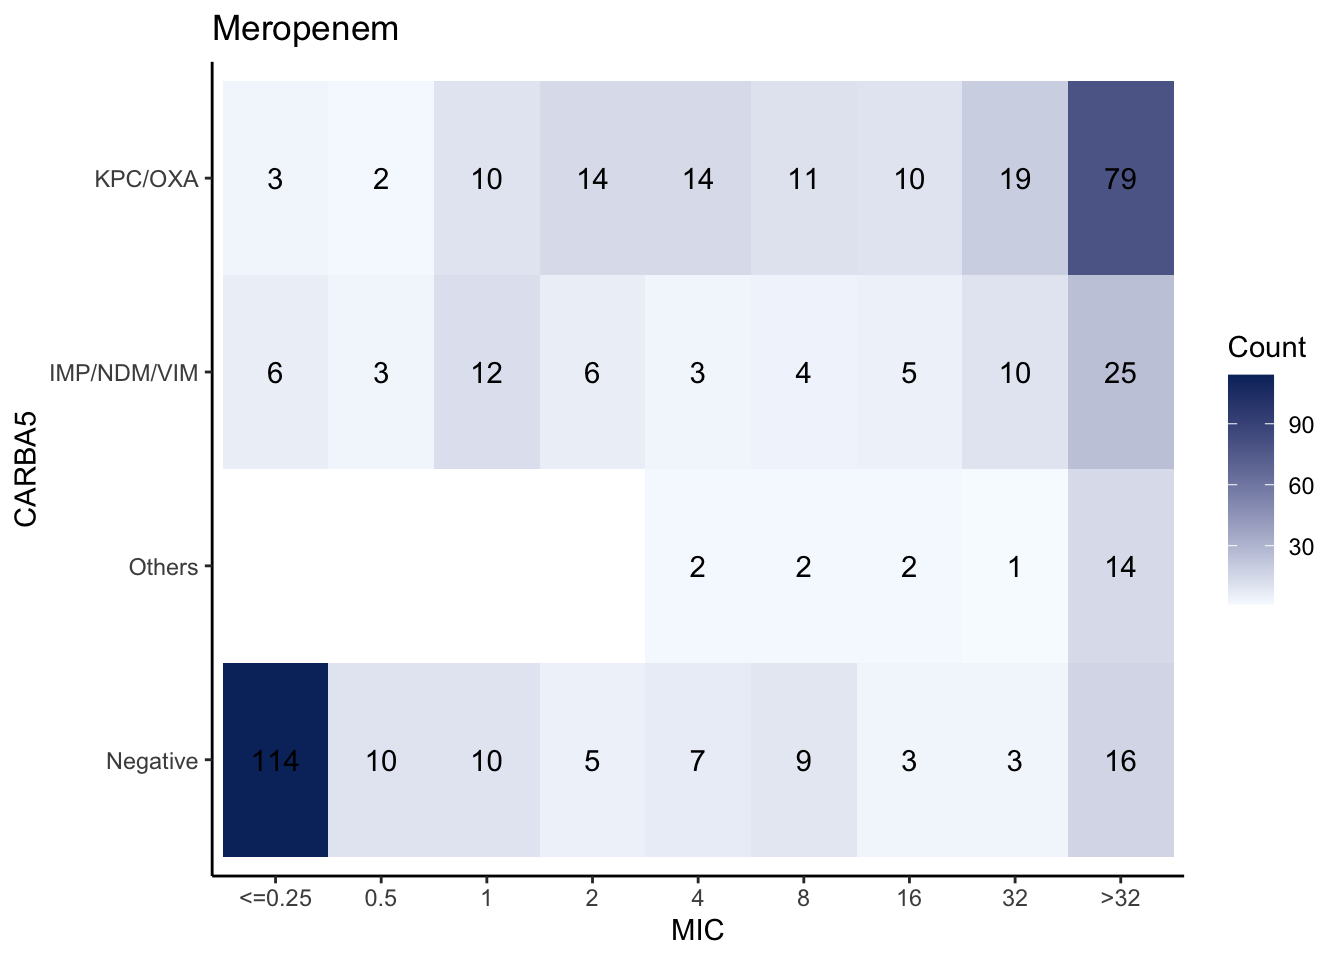 Meropenem
KPC/OXA 3 2 10 14 14 11 10 19 79
IMP/NDM/VIM 6 3 12 6 3 4 5 10 25
Others 2 2 2 1 14
Negative 114 10 10 5 7 9 3 3 16
<=0.25 0.5 1 2 4 8 16 32 >32
MIC
CARBA5
Count
90
60
30